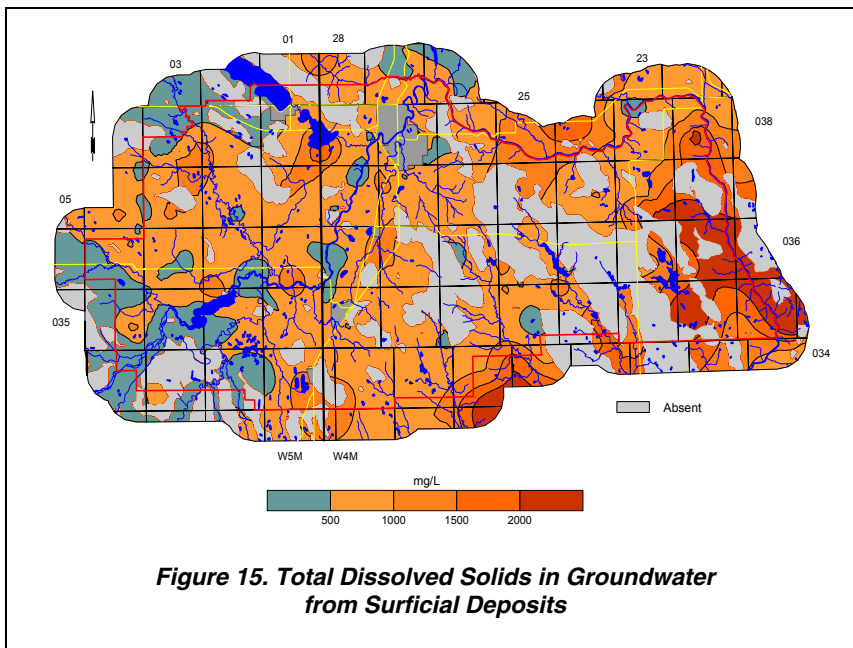 01
28
03
23
25
038
05
036
035
034
Absent
W5M W4M
mg/L
500 1000 1500 2000
Figure 15. Total Dissolved Solids in Groundwater
from Surficial Deposits